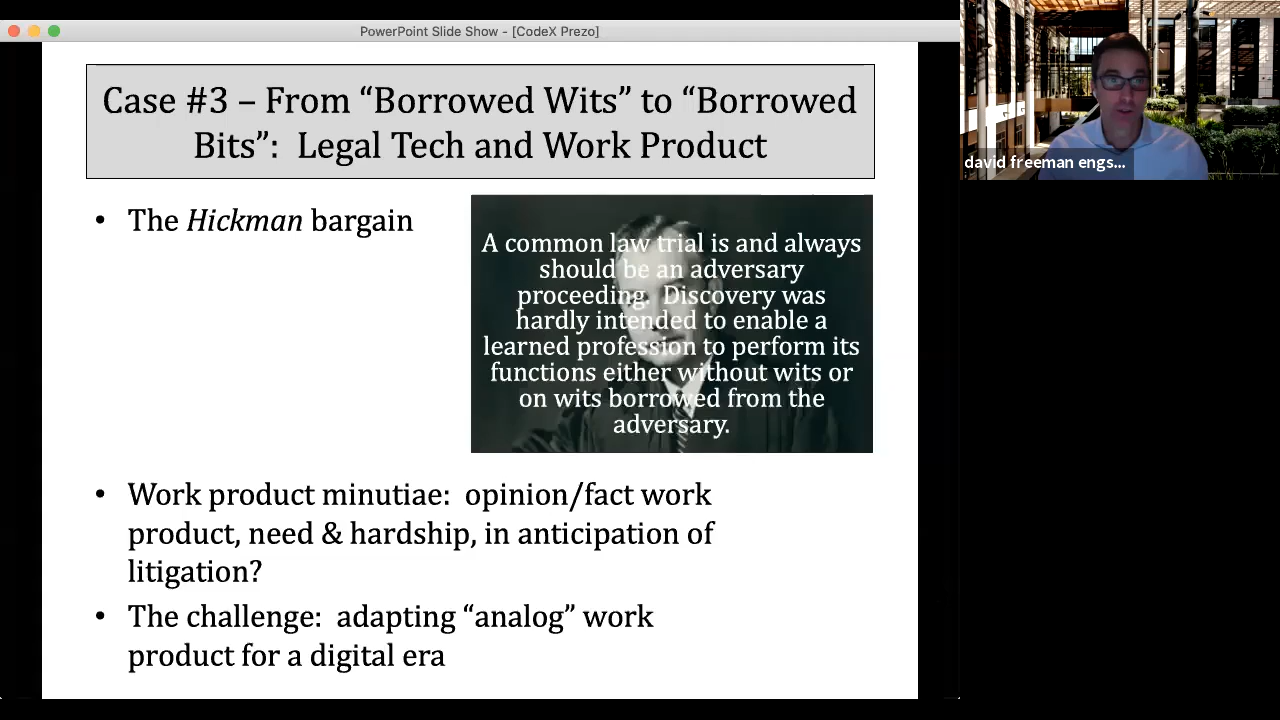 PowerPoint Slide Show - [CodeX Prezo]
Case #3 – From “Borrowed Wits” to “Borrowed
Bits”:  Legal Tech and Work Product
• The Hickman bargain
A common law trial is and always
should be an adversary
proceeding.  Discovery was
hardly intended to enable a
learned profession to perform its
functions either without wits or
on wits borrowed from the
adversary.
• Work product minutiae:  opinion/fact work
product, need & hardship, in anticipation of
litigation?
• The challenge:  adapting “analog” work
product for a digital era
david freeman engs...